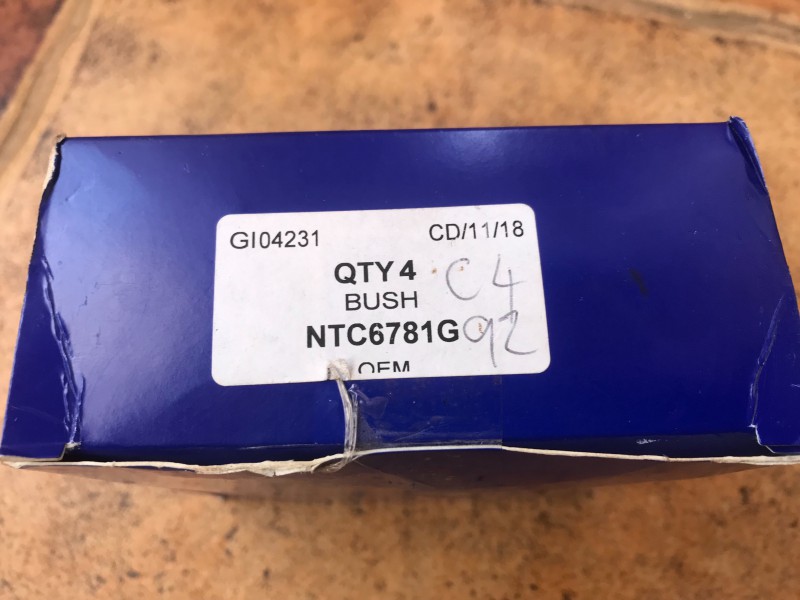 GI04231 CD/11/18
QTY 4 C4
BUSH
NTC6781G 92
OEM